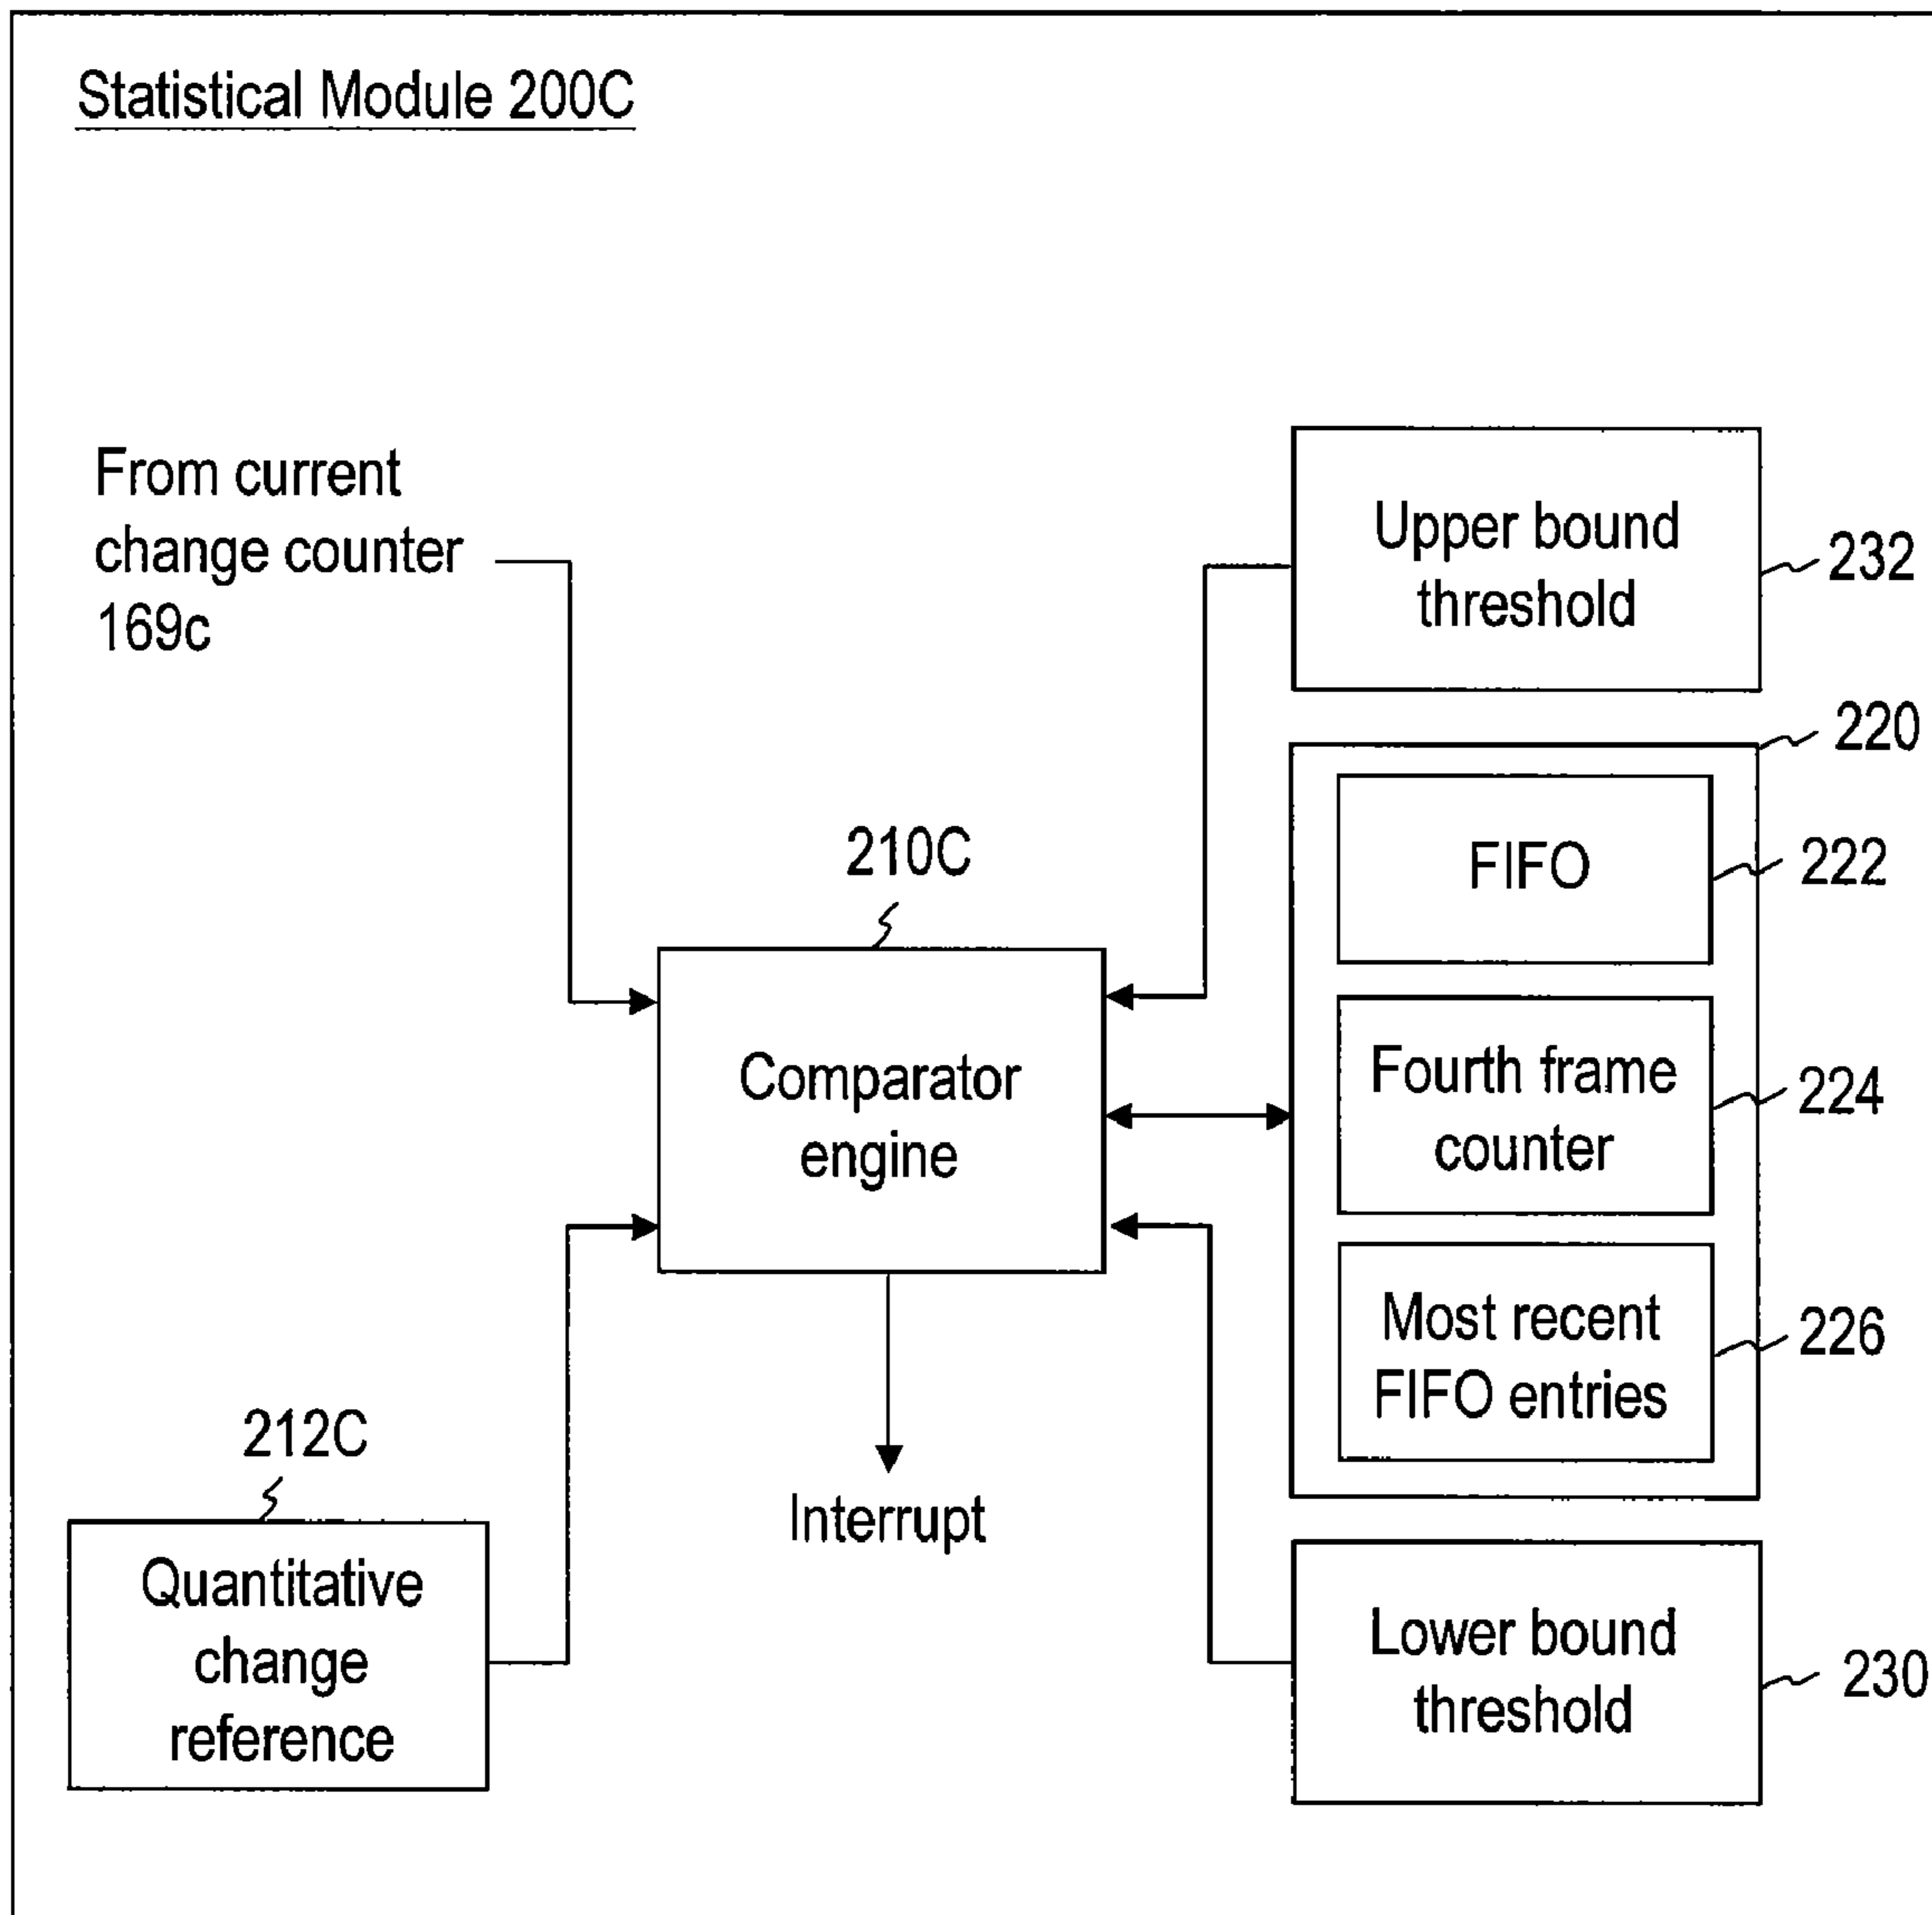 Statistical Module 200C
From current
change counter
169c
Upper bound
threshold
232
220
FIFO
222
210C
Comparator
engine
Fourth frame
counter
224
Most recent
FIFO entries
226
212C
Interrupt
Quantitative
change
reference
Lower bound
threshold
230